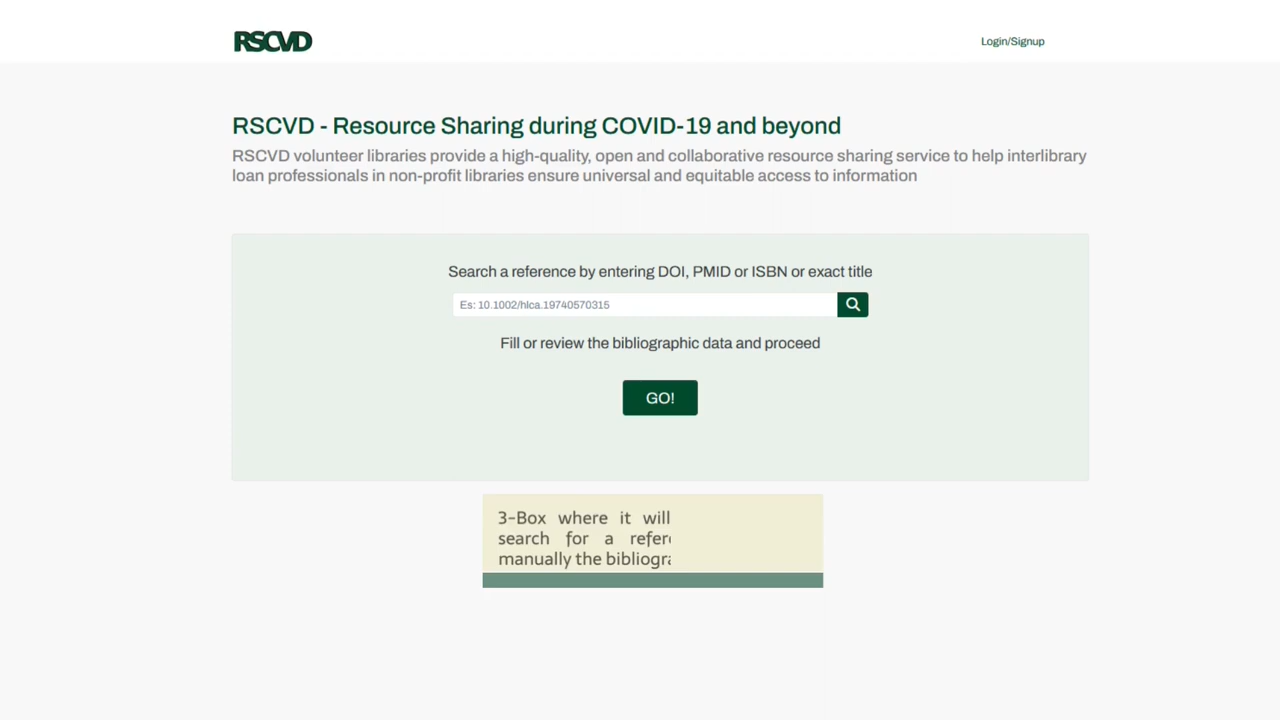 RSCVD
Login/Signup
RSCVD - Resource Sharing during COVID-19 and beyond
RSCVD volunteer libraries provide a high-quality, open and collaborative resource sharing service to help interlibrary
loan professionals in non-profit libraries ensure universal and equitable access to information
Search a reference by entering DOI, PMID or ISBN or exact title
Es: 10.1002/hlca.19740570315
Fill or review the bibliographic data and proceed
GO!
3-Box where it will
search for a
manually the